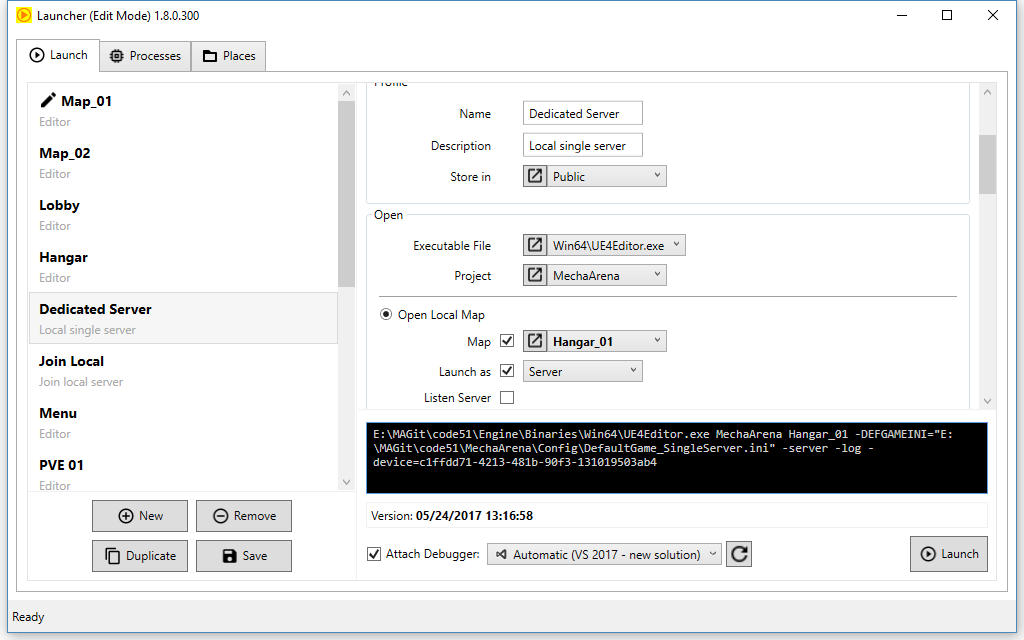 Launcher (Edit Mode) 1.8.0.300
Launch
Processes
Places
Map_01
Editor
Map_02
Editor
Lobby
Editor
Hangar
Editor
Dedicated Server
Local single server
Join Local
Join local server
Menu
Editor
PVE 01
Editor
New
Remove
Duplicate
Save
Profile
Name
Dedicated Server
Description
Local single server
Store in
Public
Open
Executable File
Win64\UE4Editor.exe
Project
MechaArena
Open Local Map
Map
Hangar_01
Launch as
Server
Listen Server
E:\MAGit\code51\Engine\Binaries\Win64\UE4Editor.exe MechaArena Hangar_01 -DEFGAMEINI="E:
\MAGit\code51\MechaArena\Config\DefaultGame_SingleServer.ini" -server -log -
device=c1ffdd71-4213-481b-90f3-131019503ab4
Version: 05/24/2017 13:16:58
Attach Debugger:
Automatic (VS 2017 - new solution)
Launch
Ready